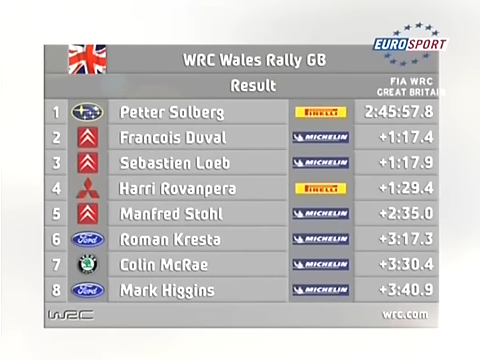 EUROSPORT
WRC Wales Rally GB
Result
FIA WRC
GREAT BRITAIN
1 Petter Solberg PIRELLI 2:45:57.8
2 Francois Duval MICHELIN +1:17.4
3 Sebastien Loeb MICHELIN +1:17.9
4 Harri Rovanpera PIRELLI +1:29.4
5 Manfred Stohl MICHELIN +2:35.0
6 Ford Roman Kresta MICHELIN +3:17.3
7 Colin McRae MICHELIN +3:30.4
8 Ford Mark Higgins MICHELIN +3:40.9
WRC wrc.com